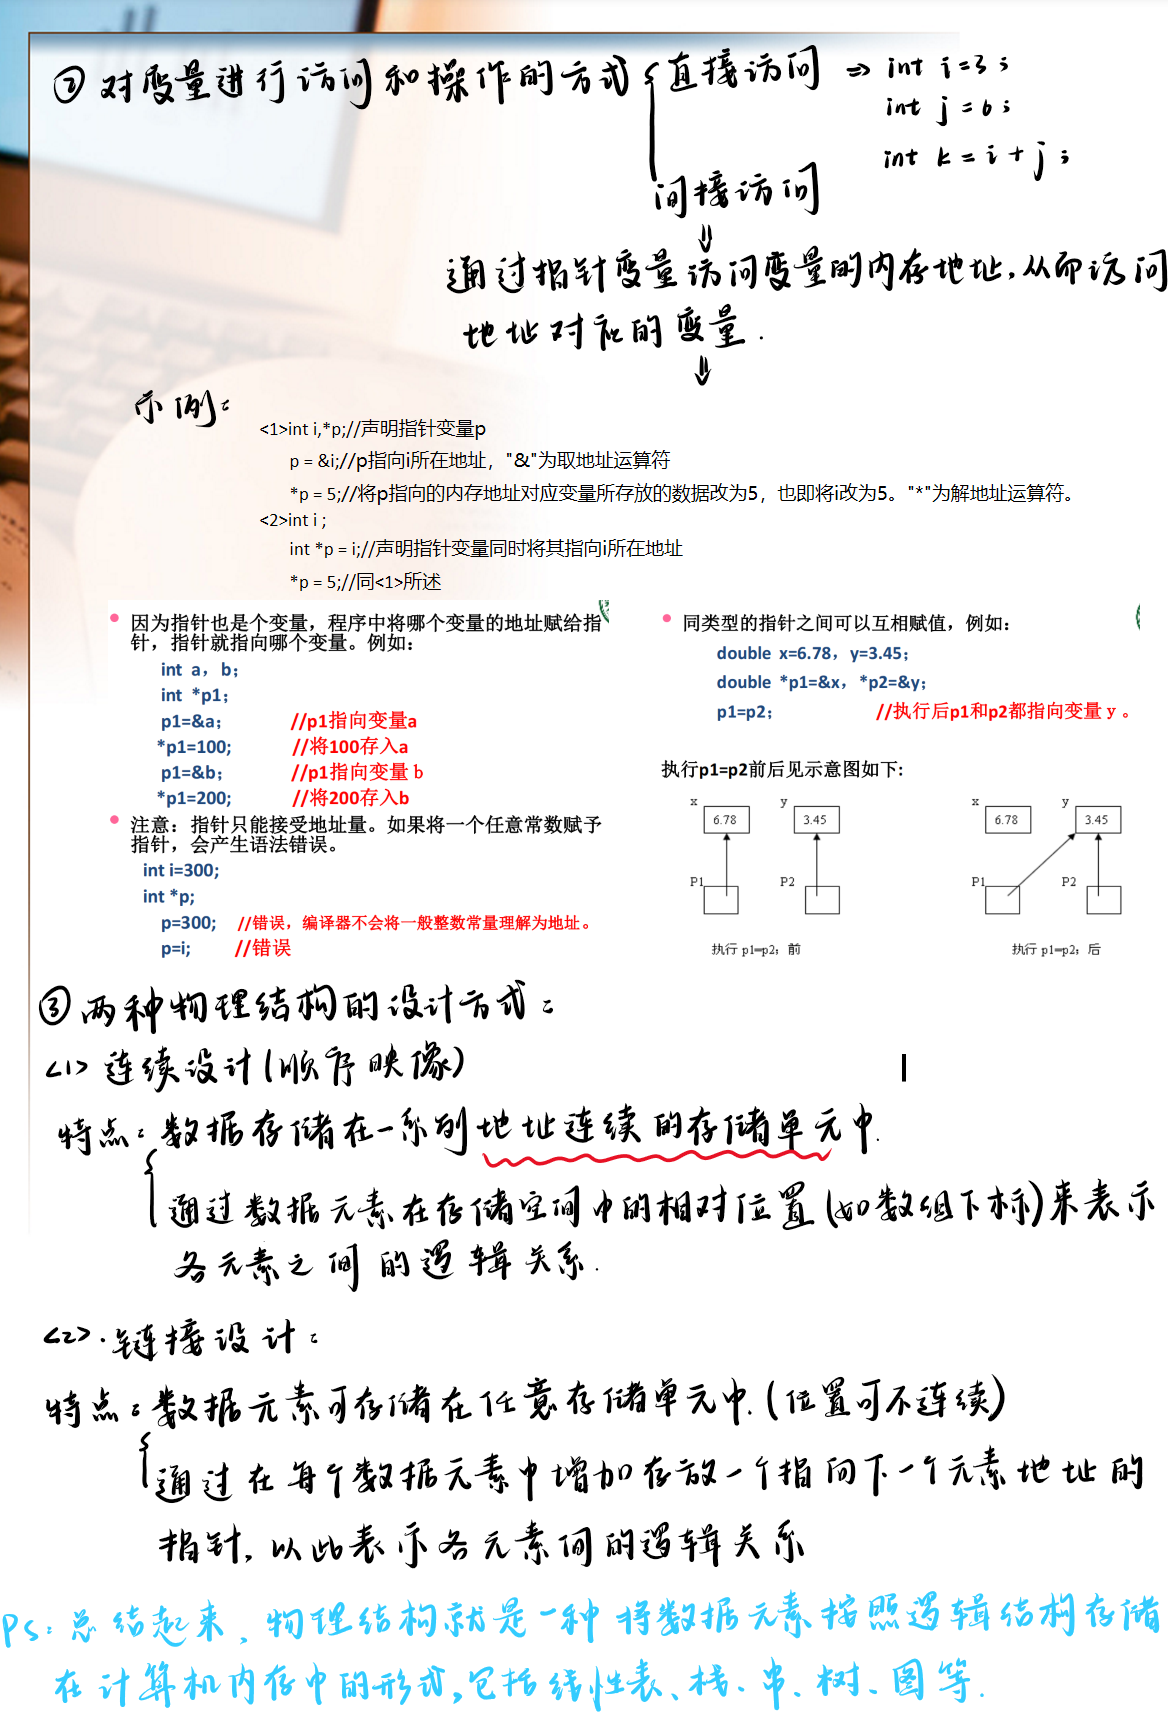 ② 对变量进行访问和操作的方式 { 直接访问 ⇒ int i=3;
int j=6;
int k=i+j;
间接访问
⇓
通过指针变量访问变量的内存地址,从而访问
地址对应的变量.
⇓
示例:
<1>int i,*p;//声明指针变量p
p = &i;//p指向i所在地址，"&"为取地址运算符
*p = 5;//将p指向的内存地址对应变量所存放的数据改为5，也即将i改为5。"*"为解地址运算符。
<2>int i ;
int *p = i;//声明指针变量同时将其指向i所在地址
*p = 5;//同<1>所述
• 因为指针也是个变量，程序中将哪个变量的地址赋给指
针，指针就指向哪个变量。例如：
int a，b；
int *p1；
p1=&a； //p1指向变量a
*p1=100; //将100存入a
p1=&b； //p1指向变量b
*p1=200; //将200存入b
• 注意：指针只能接受地址量。如果将一个任意常数赋予
指针，会产生语法错误。
int i=300;
int *p;
p=300; //错误，编译器不会将一般整数常量理解为地址。
p=i; //错误
• 同类型的指针之间可以互相赋值，例如：
double x=6.78，y=3.45；
double *p1=&x，*p2=&y；
p1=p2； //执行后p1和p2都指向变量 y 。
执行p1=p2前后见示意图如下:
x y x y
6.78 3.45 6.78 3.45
P1 P2 P1 P2
执行 p1=p2；前 执行 p1=p2；后
③ 两种物理结构的设计方式:
<1> 连续设计(顺序映像)
特点: 数据存储在一系列地址连续的存储单元中.
{ 通过数据元素在存储空间中的相对位置(如数组下标)来表示
各元素之间的逻辑关系.
<2>.链接设计:
特点:数据元素可存储在任意存储单元中.(位置可不连续)
{ 通过在每个数据元素中增加存放一个指向下一个元素地址的
指针,以此表示各元素间的逻辑关系
Ps:总结起来,物理结构就是一种将数据元素按照逻辑结构存储
在计算机内存中的形式,包括线性表、栈、串、树、图等.